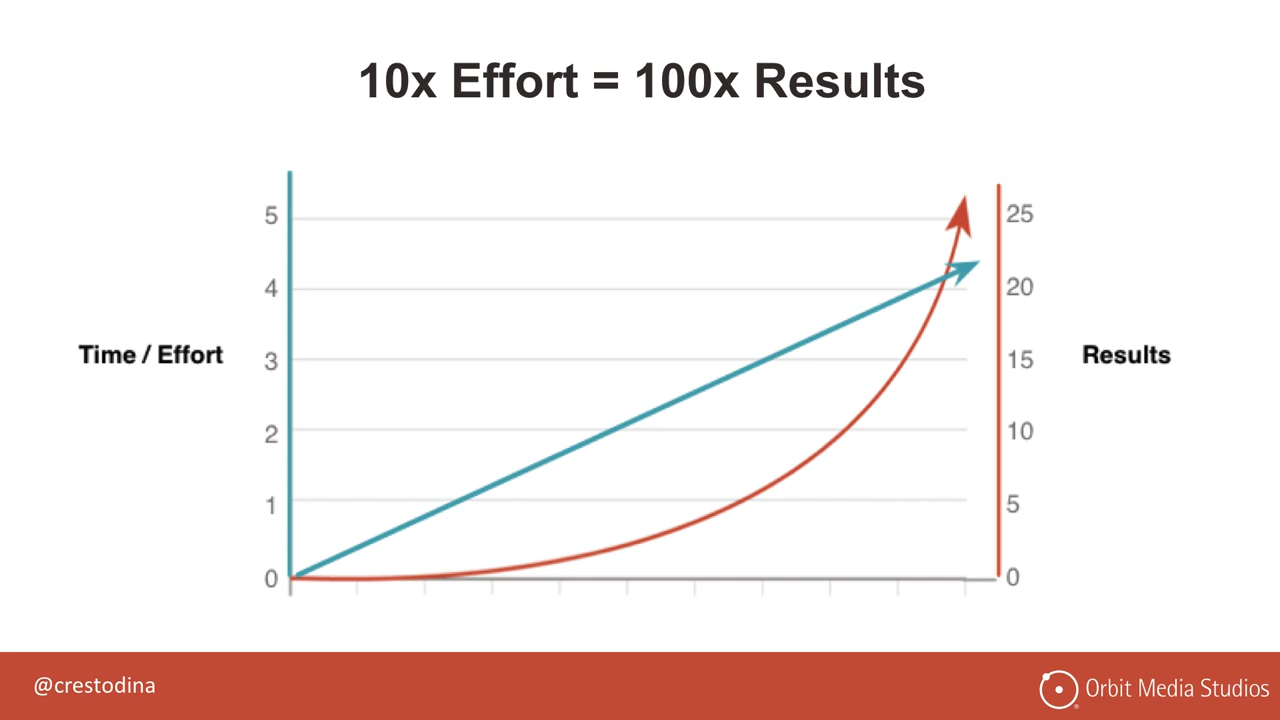 10x Effort = 100x Results
5
4
3
2
1
0
Time / Effort
25
20
15
10
5
0
Results
@crestodina
Orbit Media Studios